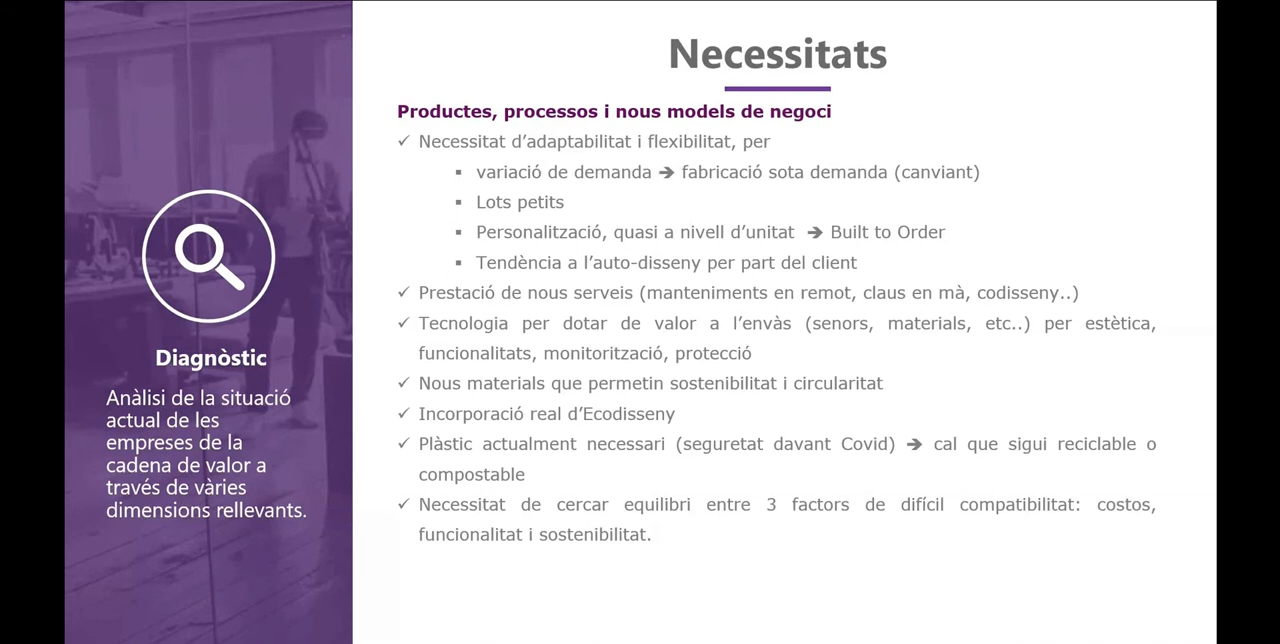 Necessitats
Productes, processos i nous models de negoci
✓ Necessitat d’adaptabilitat i flexibilitat, per
▪ variació de demanda ➔ fabricació sota demanda (canviant)
▪ Lots petits
▪ Personalització, quasi a nivell d’unitat ➔ Built to Order
▪ Tendència a l’auto-disseny per part del client
✓ Prestació de nous serveis (manteniments en remot, claus en mà, codisseny..)
✓ Tecnologia per dotar de valor a l’envàs (senors, materials, etc..) per estètica,
funcionalitats, monitorització, protecció
✓ Nous materials que permetin sostenibilitat i circularitat
✓ Incorporació real d’Ecodisseny
✓ Plàstic actualment necessari (seguretat davant Covid) ➔ cal que sigui reciclable o
compostable
✓ Necessitat de cercar equilibri entre 3 factors de difícil compatibilitat: costos,
funcionalitat i sostenibilitat.
Diagnòstic
Anàlisi de la situació
actual de les
empreses de la
cadena de valor a
través de vàries
dimensions rellevants.